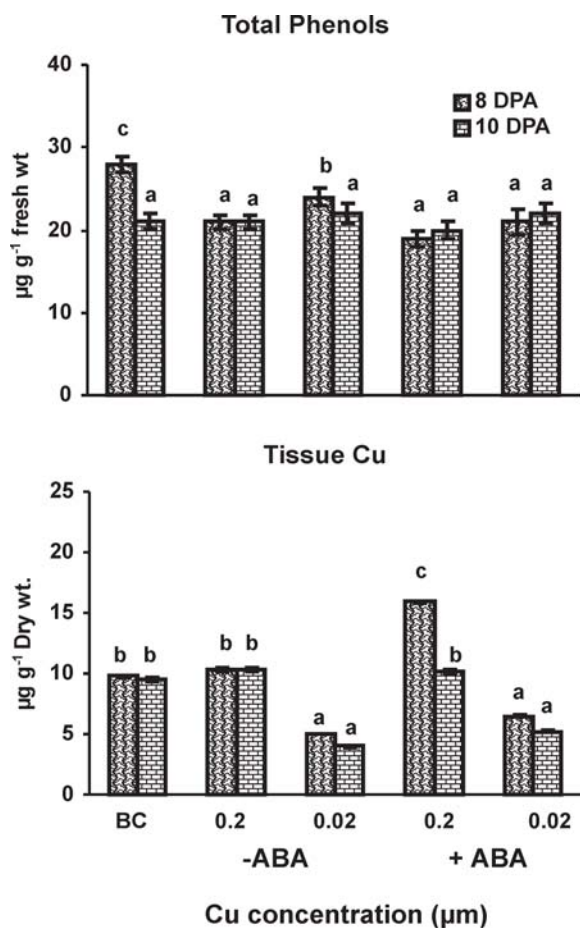 Total Phenols
40
30
20
10
0
µg g-1 fresh wt
8 DPA
10 DPA
c
a
a a
b
a
a a
a a
Tissue Cu
25
20
15
10
5
0
µg g-1 Dry wt.
b b
b b
a a
c
b
a a
BC 0.2 0.02 0.2 0.02
-ABA + ABA
Cu concentration (µm)